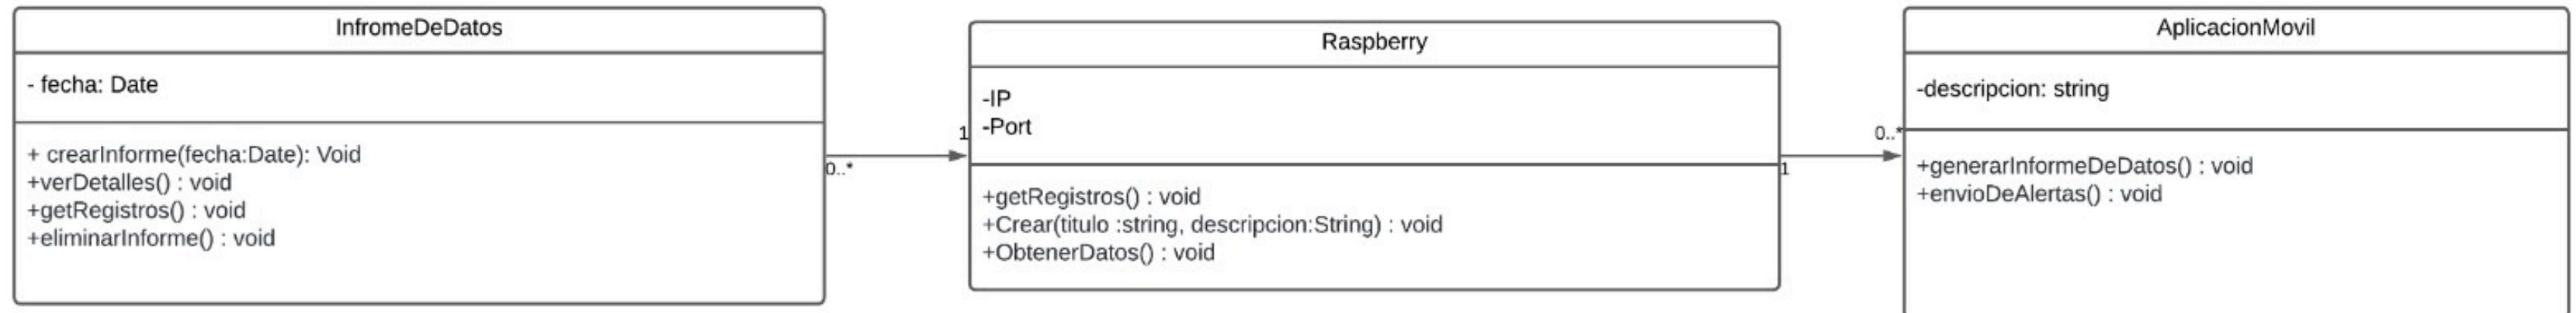 InfromeDeDatos
- fecha: Date
+ crearInforme(fecha:Date): Void
+verDetalles() : void
+getRegistros() : void
+eliminarInforme() : void
0..*
1
Raspberry
-IP
-Port
+getRegistros() : void
+Crear(titulo :string, descripcion:String) : void
+ObtenerDatos() : void
1
0..*
AplicacionMovil
-descripcion: string
+generarInformeDeDatos() : void
+envioDeAlertas() : void